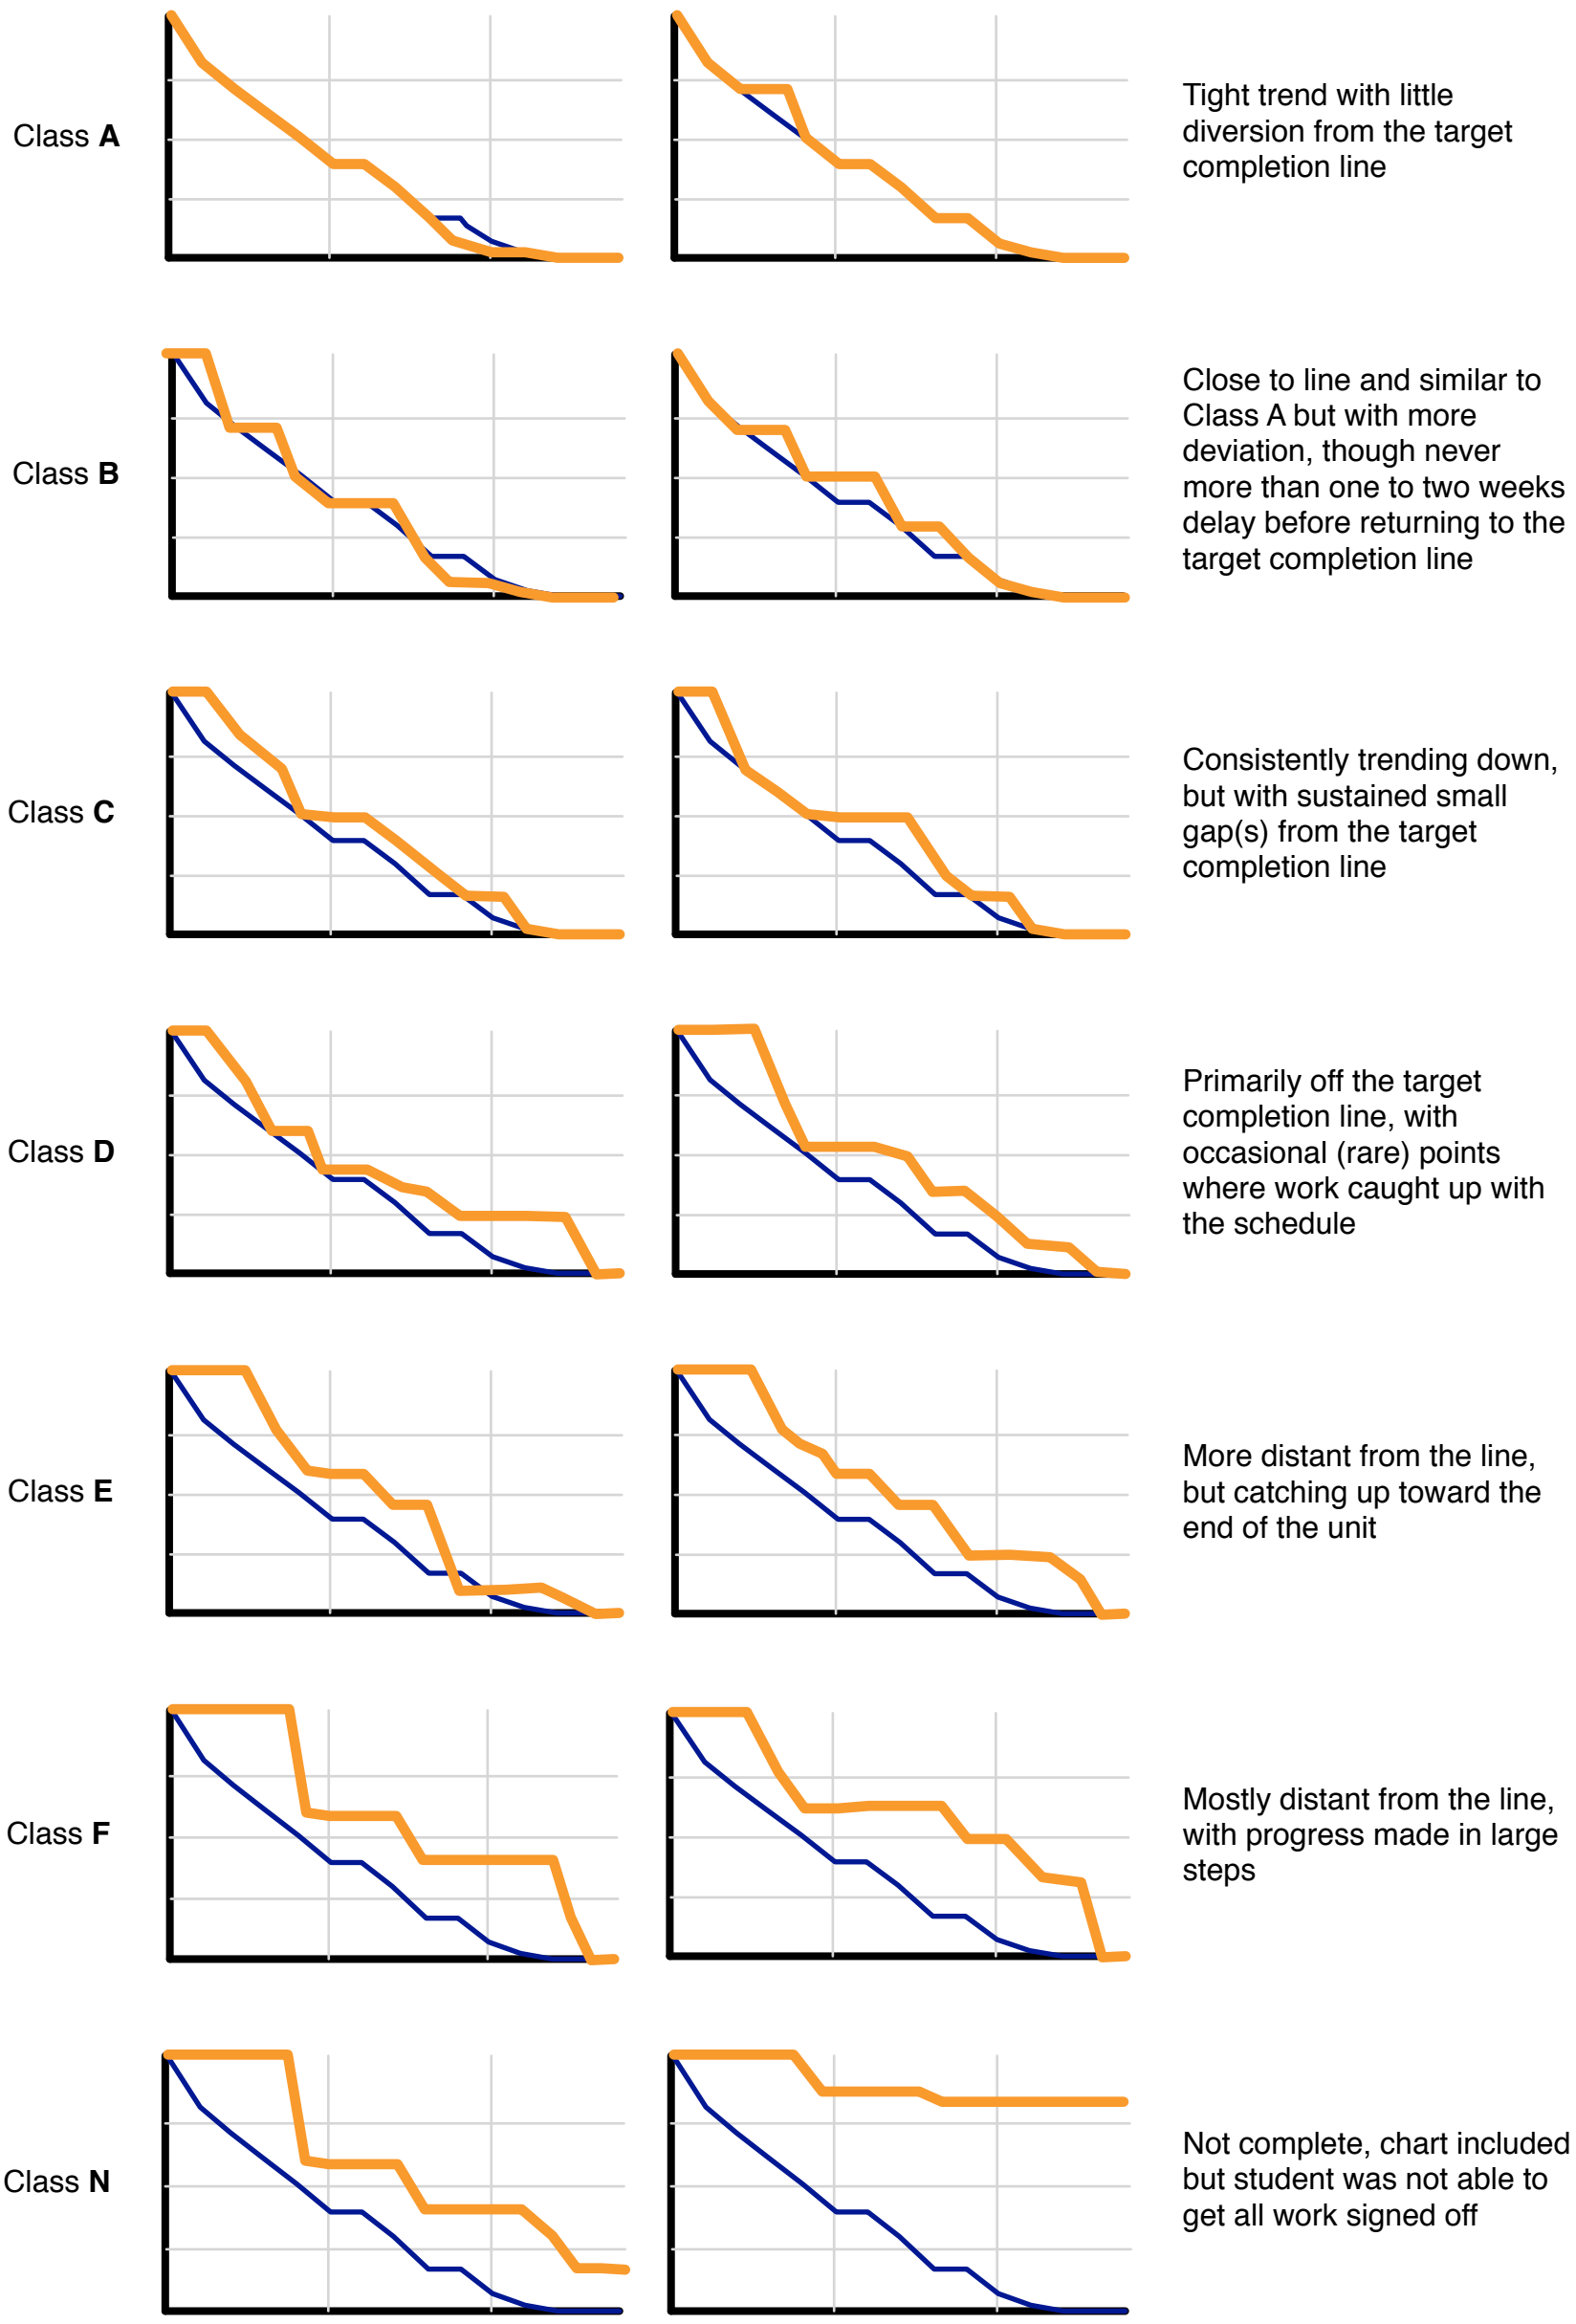 Class A
Tight trend with little
diversion from the target
completion line
Class B
Close to line and similar to
Class A but with more
deviation, though never
more than one to two weeks
delay before returning to the
target completion line
Class C
Consistently trending down,
but with sustained small
gap(s) from the target
completion line
Class D
Primarily off the target
completion line, with
occasional (rare) points
where work caught up with
the schedule
Class E
More distant from the line,
but catching up toward the
end of the unit
Class F
Mostly distant from the line,
with progress made in large
steps
Class N
Not complete, chart included
but student was not able to
get all work signed off